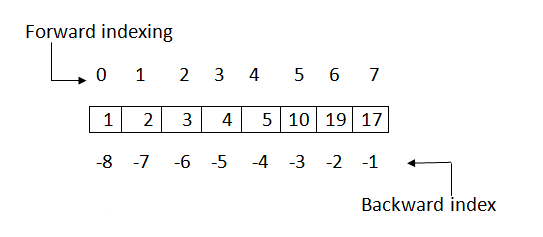 Forward indexing
0 1 2 3 4 5 6 7
1 2 3 4 5 10 19 17
-8 -7 -6 -5 -4 -3 -2 -1
Backward index